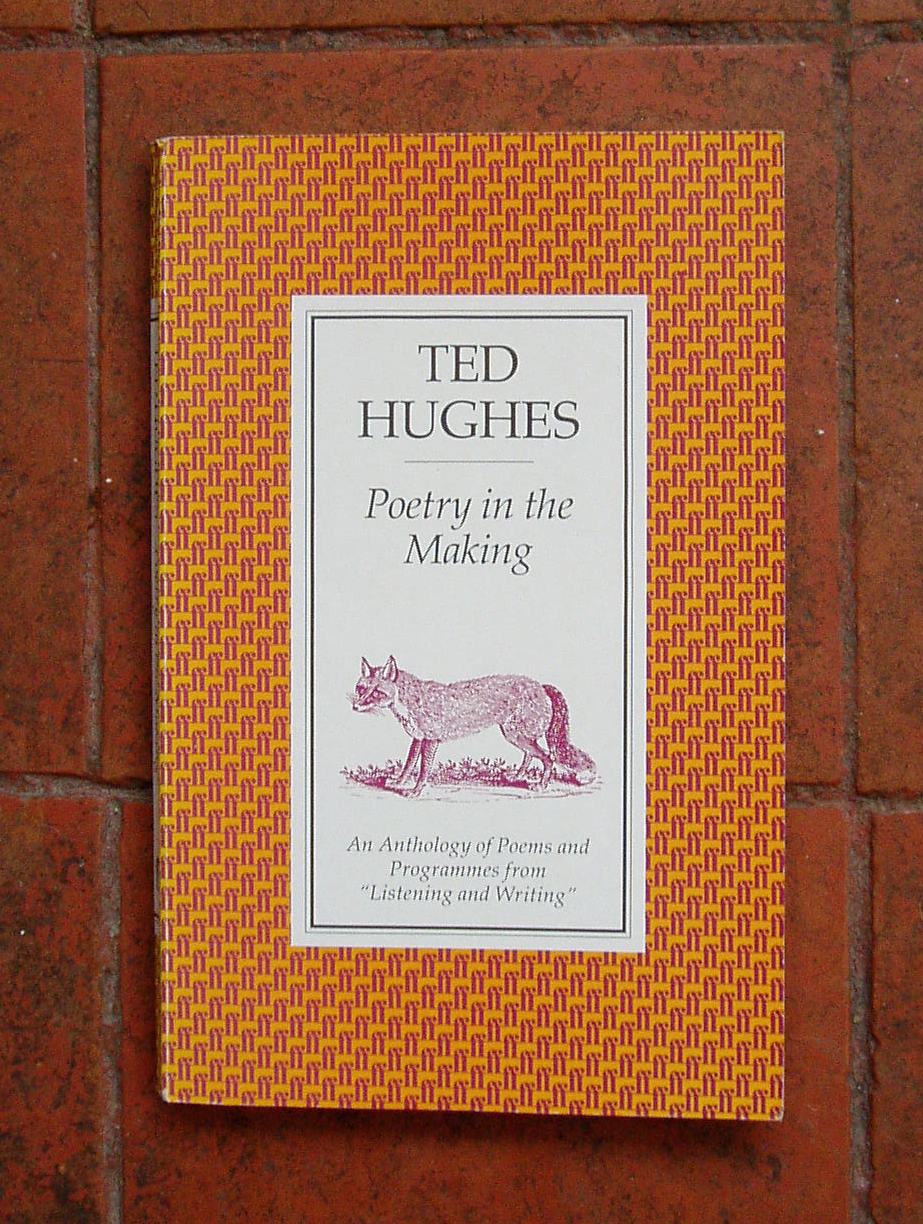 TED
HUGHES
Poetry in the
Making
An Anthology of Poems and
Programmes from
"Listening and Writing"